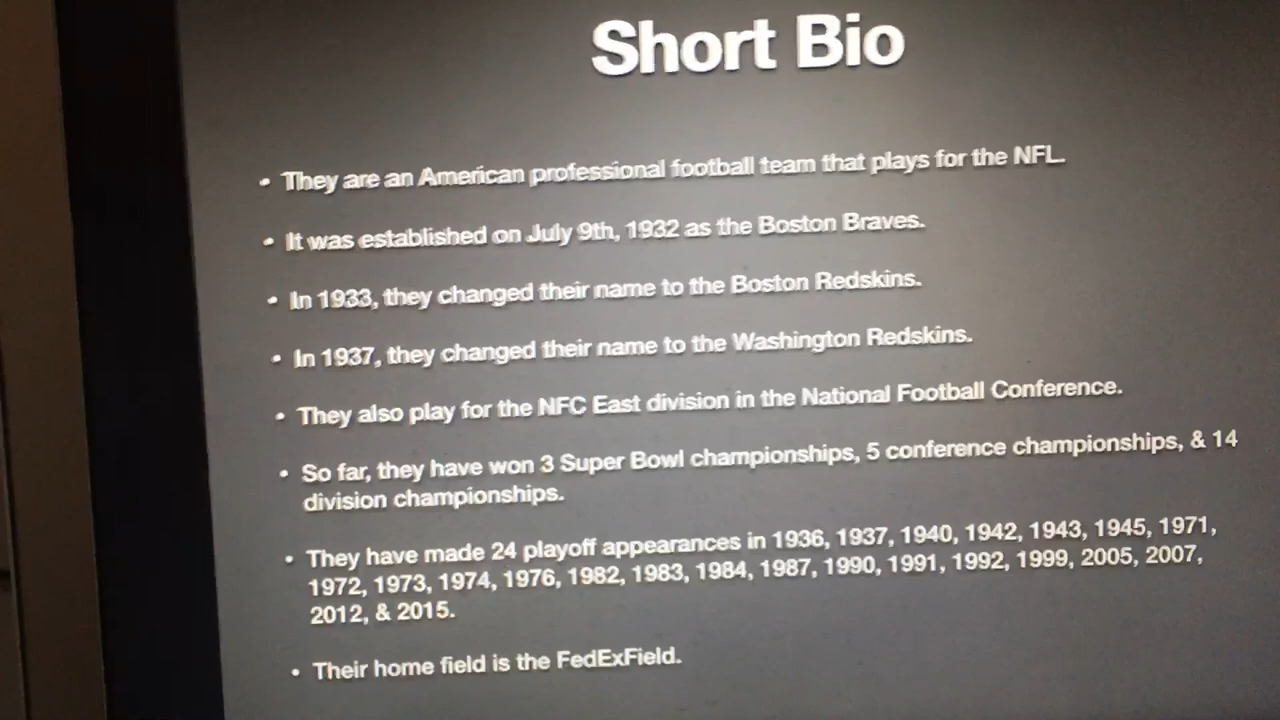 Short Bio
• They are an American professional football team that plays for the NFL.
• It was established on July 9th, 1932 as the Boston Braves.
• In 1933, they changed their name to the Boston Redskins.
• In 1937, they changed their name to the Washington Redskins.
• They also play for the NFC East division in the National Football Conference.
• So far, they have won 3 Super Bowl championships, 5 conference championships, & 14
division championships.
• They have made 24 playoff appearances in 1936, 1937, 1940, 1942, 1943, 1945, 1971,
1972, 1973, 1974, 1976, 1982, 1983, 1984, 1987, 1990, 1991, 1992, 1999, 2005, 2007,
2012, & 2015.
• Their home field is the FedExField.